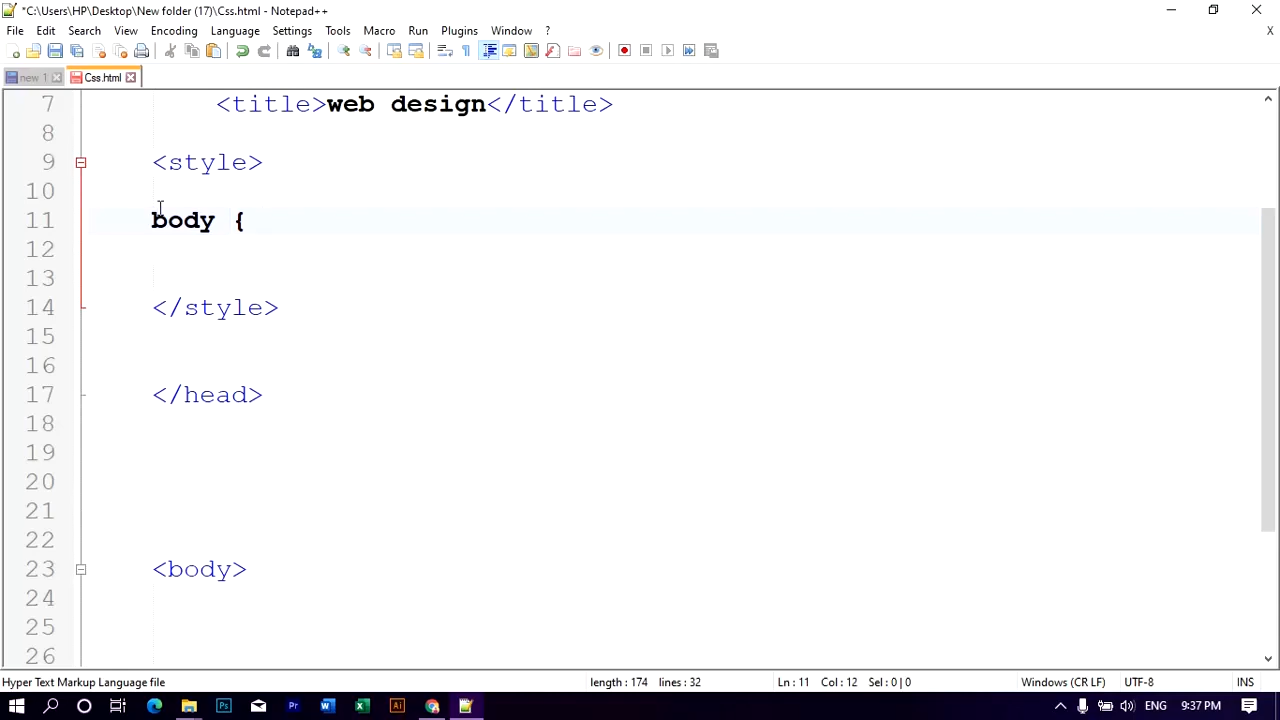 *C:\Users\HP\Desktop\New folder (17)\Css.html - Notepad++
File Edit Search View Encoding Language Settings Tools Macro Run Plugins Window ? X
new 1 Css.html
7 <title>web design</title>
8
9 <style>
10
11 body {
12
13
14 </style>
15
16
17 </head>
18
19
20
21
22
23 <body>
24
25
26
Hyper Text Markup Language file length : 174 lines : 32 Ln : 11 Col : 12 Sel : 0 | 0 Windows (CR LF) UTF-8 INS
ENG 9:37 PM